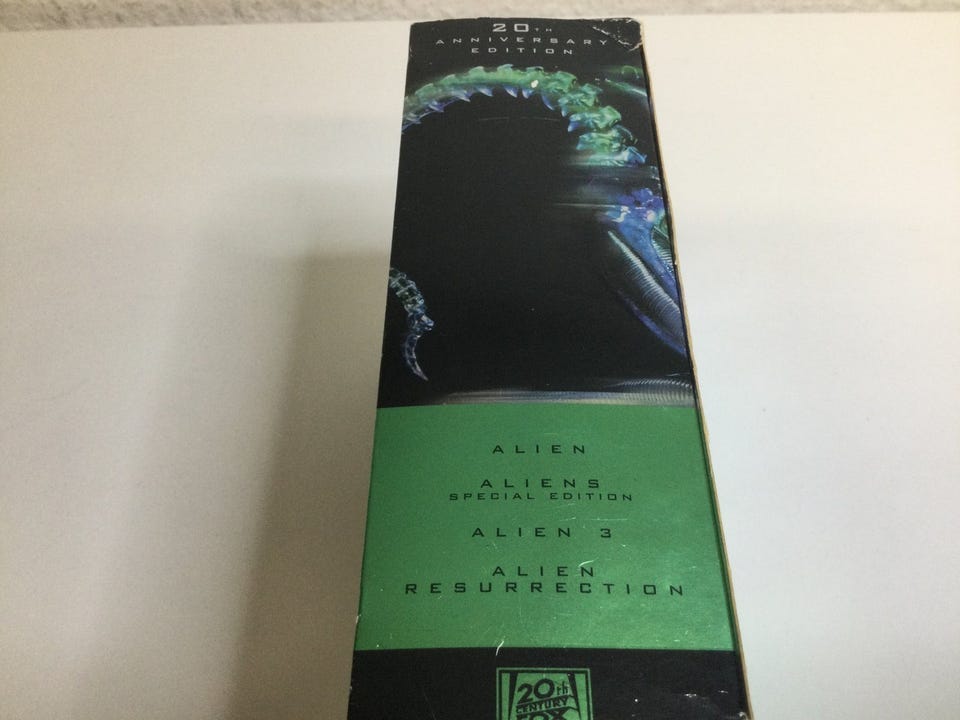 20TH
ANNIVERSARY
EDITION
ALIEN
ALIENS
SPECIAL EDITION
ALIEN 3
ALIEN
RESURRECTION
20th
CENTURY
FOX